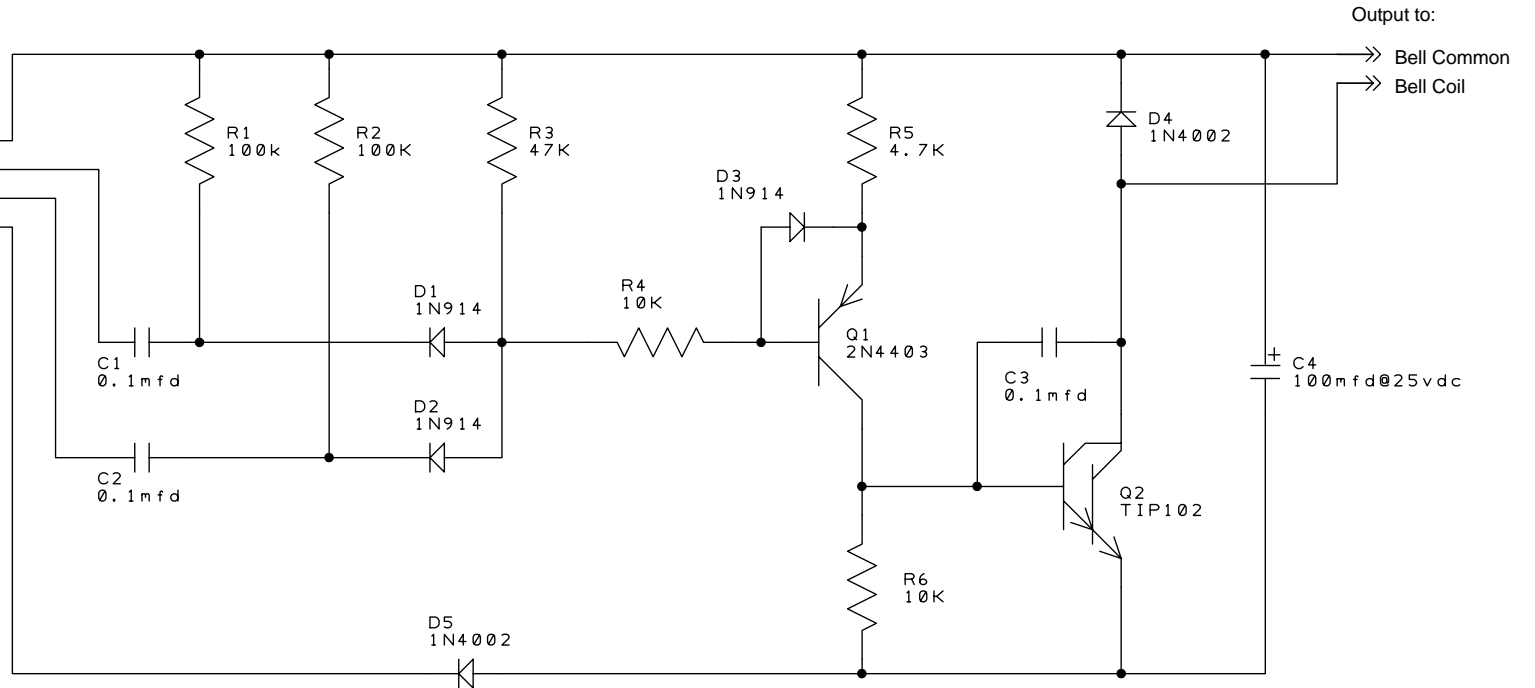 Output to:
Bell Common
Bell Coil
R1
100k
R2
100K
R3
47K
R5
4.7K
D4
1N4002
D3
1N914
D1
1N914
R4
10K
Q1
2N4403
C1
0.1mfd
C3
0.1mfd
C4
100mfd@25vdc
D2
1N914
C2
0.1mfd
Q2
TIP102
R6
10K
D5
1N4002